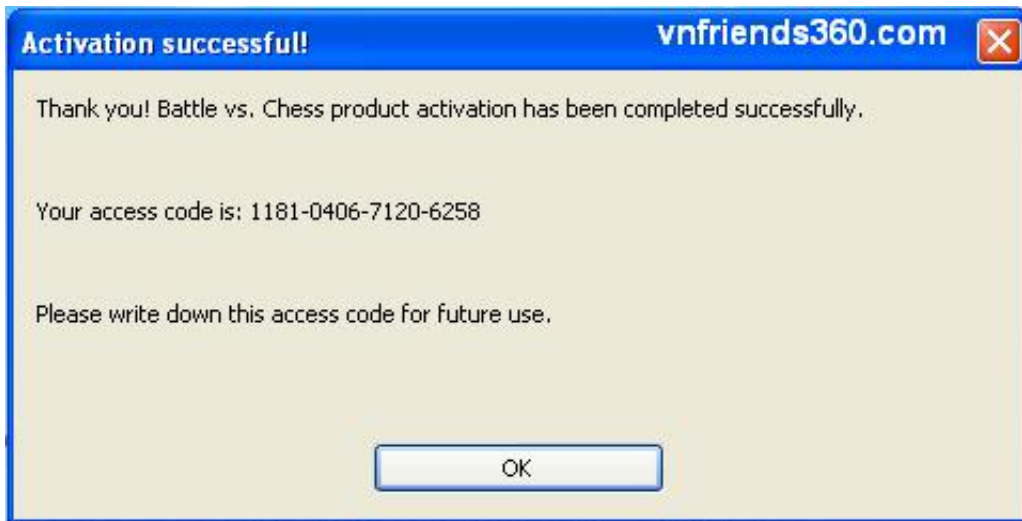 Activation successful! vnfriends360.com
Thank you! Battle vs. Chess product activation has been completed successfully.
Your access code is: 1181-0406-7120-6258
Please write down this access code for future use.
OK